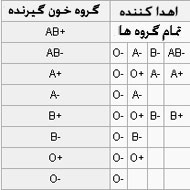 گروه خون گیرنده اهدا کننده
AB+ تمام گروه ها
AB- O- A- B- AB-
A+ O- O+ A- A+
A- O- A-
B+ O- O+ B- B+
B- O- B-
O+ O- O+
O- O-